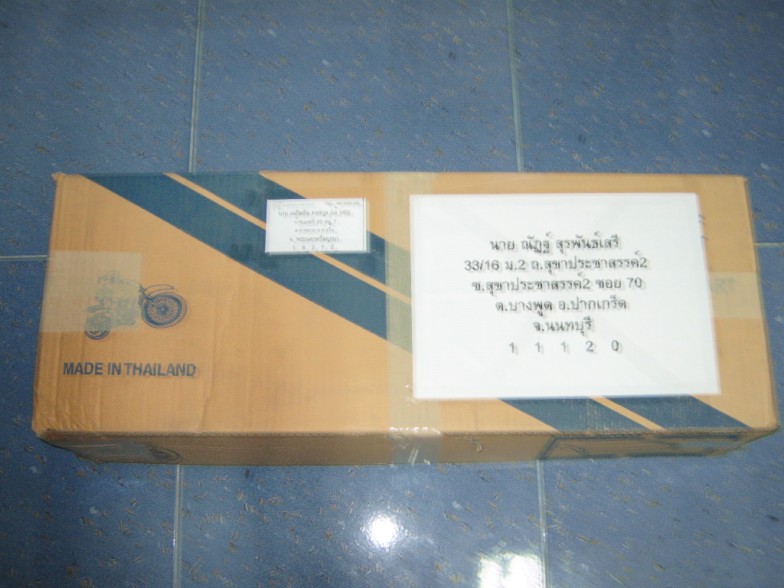 นาย ณัฏฐ์ สุรพันธ์เสรี
33/16 ม.2 ถ.สุขาประชาสรรค์2
ซ.สุขาประชาสรรค์2 ซอย 70
ต.บางพูด อ.ปากเกร็ด
จ.นนทบุรี
1 1 1 2 0
MADE IN THAILAND